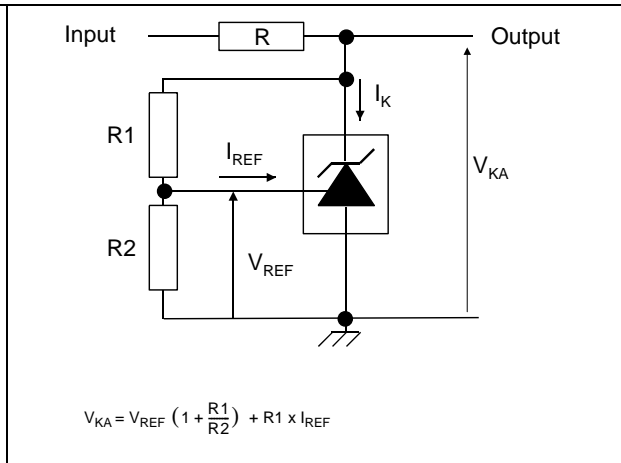 Input R Output
I_K
R1
I_REF
V_KA
R2
V_REF
V_KA = V_REF (1 + R1/R2) + R1 x I_REF